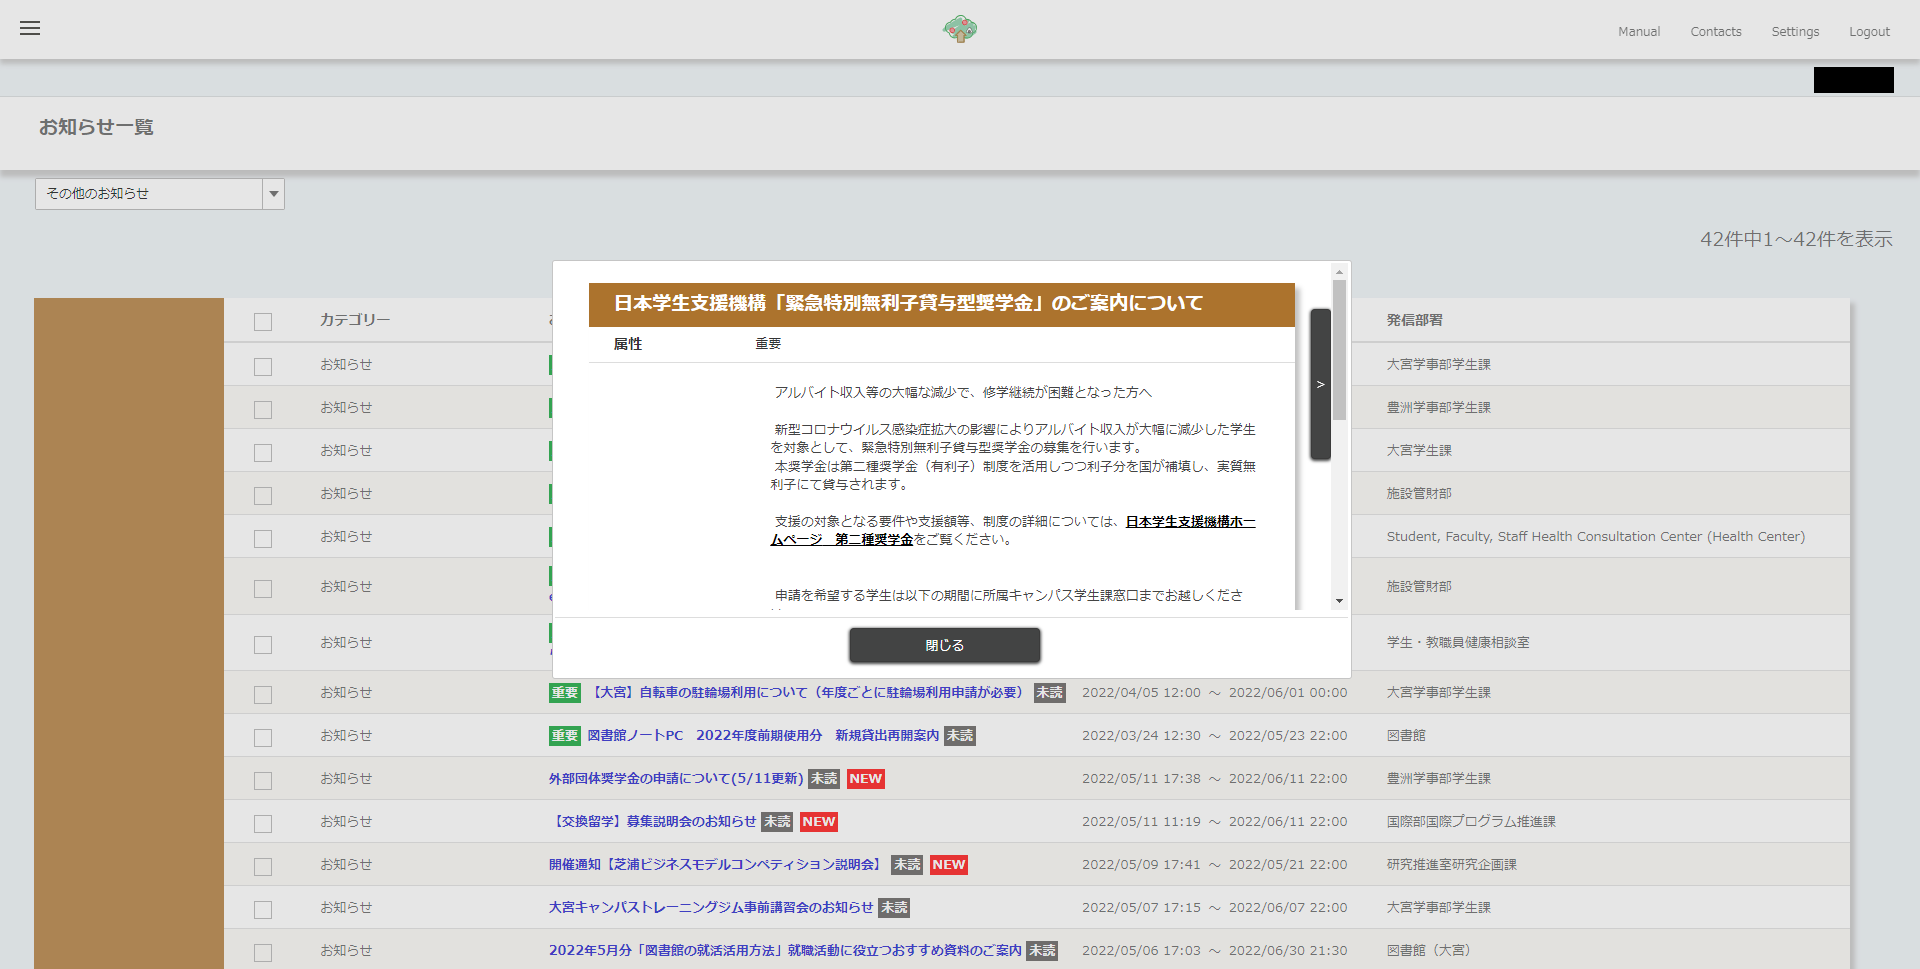 Manual Contacts Settings Logout
お知らせ一覧
その他のお知らせ
42件中1～42件を表示
日本学生支援機構「緊急特別無利子貸与型奨学金」のご案内について
属性 重要
アルバイト収入等の大幅な減少で、修学継続が困難となった方へ
新型コロナウイルス感染症拡大の影響によりアルバイト収入が大幅に減少した学生
を対象として、緊急特別無利子貸与型奨学金の募集を行います。
本奨学金は第二種奨学金（有利子）制度を活用しつつ利子分を国が補填し、実質無
利子にて貸与されます。
支援の対象となる要件や支援額等、制度の詳細については、日本学生支援機構ホー
ムページ　第二種奨学金をご覧ください。
申請を希望する学生は以下の期間に所属キャンパス学生課窓口までお越しくださ
>
閉じる
カテゴリー 発信部署
お知らせ 大宮学事部学生課
お知らせ 豊洲学事部学生課
お知らせ 大宮学生課
お知らせ 施設管財部
お知らせ Student, Faculty, Staff Health Consultation Center (Health Center)
お知らせ 施設管財部
お知らせ 学生・教職員健康相談室
お知らせ 重要 【大宮】自転車の駐輪場利用について（年度ごとに駐輪場利用申請が必要） 未読 2022/04/05 12:00 ～ 2022/06/01 00:00 大宮学事部学生課
お知らせ 重要 図書館ノートPC　2022年度前期使用分　新規貸出再開案内 未読 2022/03/24 12:30 ～ 2022/05/23 22:00 図書館
お知らせ 外部団体奨学金の申請について(5/11更新) 未読 NEW 2022/05/11 17:38 ～ 2022/06/11 22:00 豊洲学事部学生課
お知らせ 【交換留学】募集説明会のお知らせ 未読 NEW 2022/05/11 11:19 ～ 2022/06/11 22:00 国際部国際プログラム推進課
お知らせ 開催通知【芝浦ビジネスモデルコンペティション説明会】 未読 NEW 2022/05/09 17:41 ～ 2022/05/21 22:00 研究推進室研究企画課
お知らせ 大宮キャンパストレーニングジム事前講習会のお知らせ 未読 2022/05/07 17:15 ～ 2022/06/07 22:00 大宮学事部学生課
お知らせ 2022年5月分「図書館の就活活用方法」就職活動に役立つおすすめ資料のご案内 未読 2022/05/06 17:03 ～ 2022/06/30 21:30 図書館（大宮）